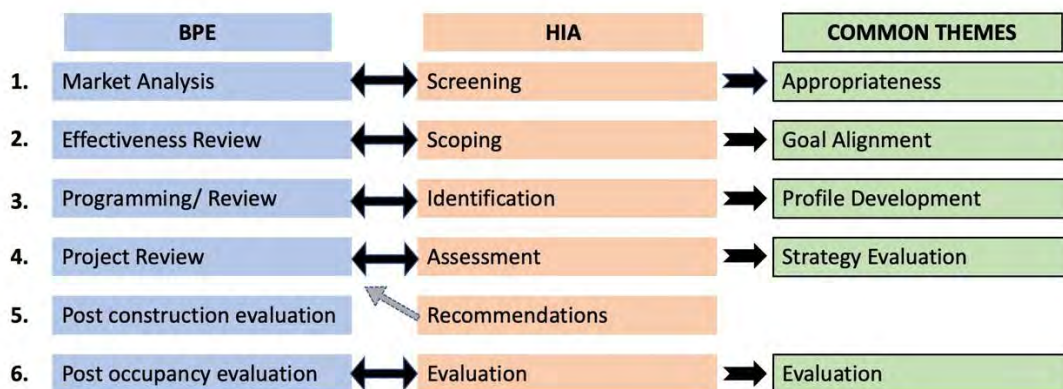 BPE HIA COMMON THEMES
1. Market Analysis Screening Appropriateness
2. Effectiveness Review Scoping Goal Alignment
3. Programming/ Review Identification Profile Development
4. Project Review Assessment Strategy Evaluation
5. Post construction evaluation Recommendations
6. Post occupancy evaluation Evaluation Evaluation